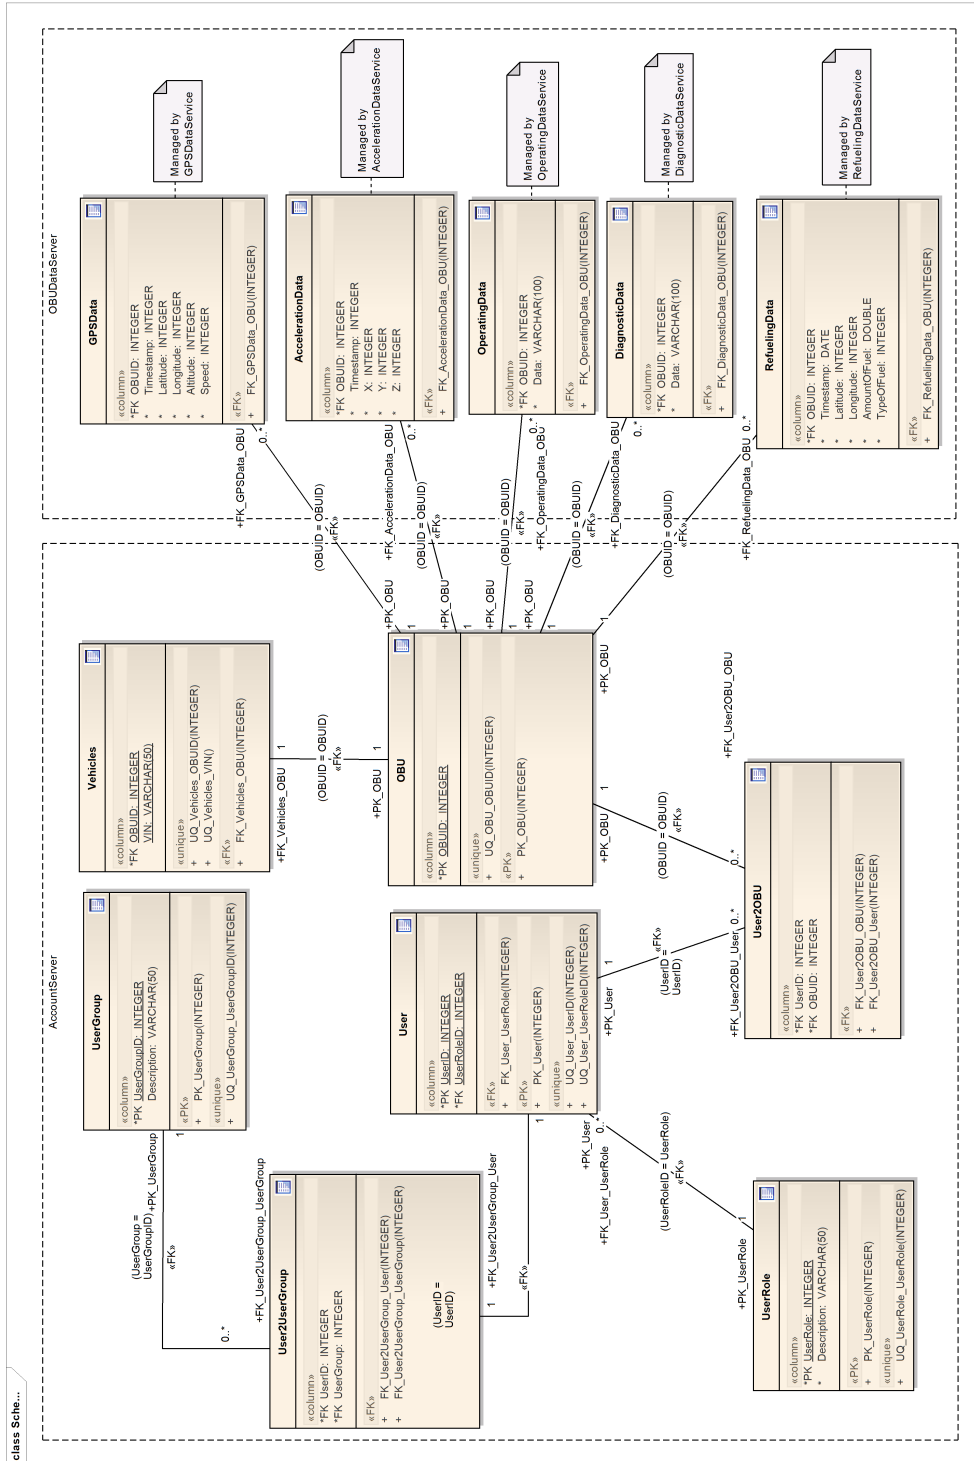 class Sche...
AccountServer
OBUDataServer
UserGroup
«column»
*PK UserGroupID: INTEGER
Description: VARCHAR(50)
«PK»
+ PK_UserGroup(INTEGER)
«unique»
+ UQ_UserGroup_UserGroupID(INTEGER)
Vehicles
«column»
*FK OBUID: INTEGER
VIN: VARCHAR(50)
«unique»
+ UQ_Vehicles_OBUID(INTEGER)
+ UQ_Vehicles_VIN()
«FK»
+ FK_Vehicles_OBU(INTEGER)
GPSData
«column»
*FK OBUID: INTEGER
* Timestamp: INTEGER
* Latitude: INTEGER
* Longitude: INTEGER
* Altitude: INTEGER
* Speed: INTEGER
«FK»
+ FK_GPSData_OBU(INTEGER)
Managed by
GPSDataService
(UserGroup =
UserGroupID)
+PK_UserGroup
1
«FK»
0..*
+FK_User2UserGroup_UserGroup
+FK_Vehicles_OBU
1
(OBUID = OBUID)
«FK»
+PK_OBU
1
+FK_GPSData_OBU
0..*
(OBUID = OBUID)
«FK»
+PK_OBU
1
AccelerationData
«column»
*FK OBUID: INTEGER
* Timestamp: INTEGER
* X: INTEGER
* Y: INTEGER
* Z: INTEGER
«FK»
+ FK_AccelerationData_OBU(INTEGER)
Managed by
AccelerationDataService
+FK_AccelerationData_OBU
0..*
(OBUID = OBUID)
«FK»
+PK_OBU
1
User2UserGroup
«column»
*FK UserID: INTEGER
*FK UserGroup: INTEGER
«FK»
+ FK_User2UserGroup_User(INTEGER)
+ FK_User2UserGroup_UserGroup(INTEGER)
(UserID =
UserID)
1
+FK_User2UserGroup_User
«FK»
1
+PK_User
User
«column»
*PK UserID: INTEGER
*FK UserRoleID: INTEGER
«FK»
+ FK_User_UserRole(INTEGER)
«PK»
+ PK_User(INTEGER)
«unique»
+ UQ_User_UserID(INTEGER)
+ UQ_User_UserRoleID(INTEGER)
OBU
«column»
*PK OBUID: INTEGER
«unique»
+ UQ_OBU_OBUID(INTEGER)
«PK»
+ PK_OBU(INTEGER)
OperatingData
«column»
*FK OBUID: INTEGER
* Data: VARCHAR(100)
«FK»
+ FK_OperatingData_OBU(INTEGER)
Managed by
OperatingDataService
+PK_OBU
1
(OBUID = OBUID)
«FK»
+FK_OperatingData_OBU
0..*
DiagnosticData
«column»
*FK OBUID: INTEGER
* Data: VARCHAR(100)
«FK»
+ FK_DiagnosticData_OBU(INTEGER)
Managed by
DiagnosticDataService
+PK_OBU
1
(OBUID = OBUID)
«FK»
+FK_DiagnosticData_OBU
0..*
+FK_User_UserRole
0..*
(UserRoleID = UserRole)
«FK»
+PK_UserRole
1
+PK_User
1
(UserID =
UserID)
«FK»
+FK_User2OBU_User
0..*
+PK_OBU
1
(OBUID = OBUID)
«FK»
0..*
+FK_User2OBU_OBU
+PK_OBU
1
(OBUID = OBUID)
«FK»
+FK_RefuelingData_OBU
0..*
UserRole
«column»
*PK UserRole: INTEGER
* Description: VARCHAR(50)
«PK»
+ PK_UserRole(INTEGER)
«unique»
+ UQ_UserRole_UserRole(INTEGER)
User2OBU
«column»
*FK UserID: INTEGER
*FK OBUID: INTEGER
«FK»
+ FK_User2OBU_OBU(INTEGER)
+ FK_User2OBU_User(INTEGER)
RefuelingData
«column»
*FK OBUID: INTEGER
* Timestamp: DATE
* Latitude: INTEGER
* Longitude: INTEGER
* AmountOfFuel: DOUBLE
* TypeOfFuel: INTEGER
«FK»
+ FK_RefuelingData_OBU(INTEGER)
Managed by
RefuelingDataService